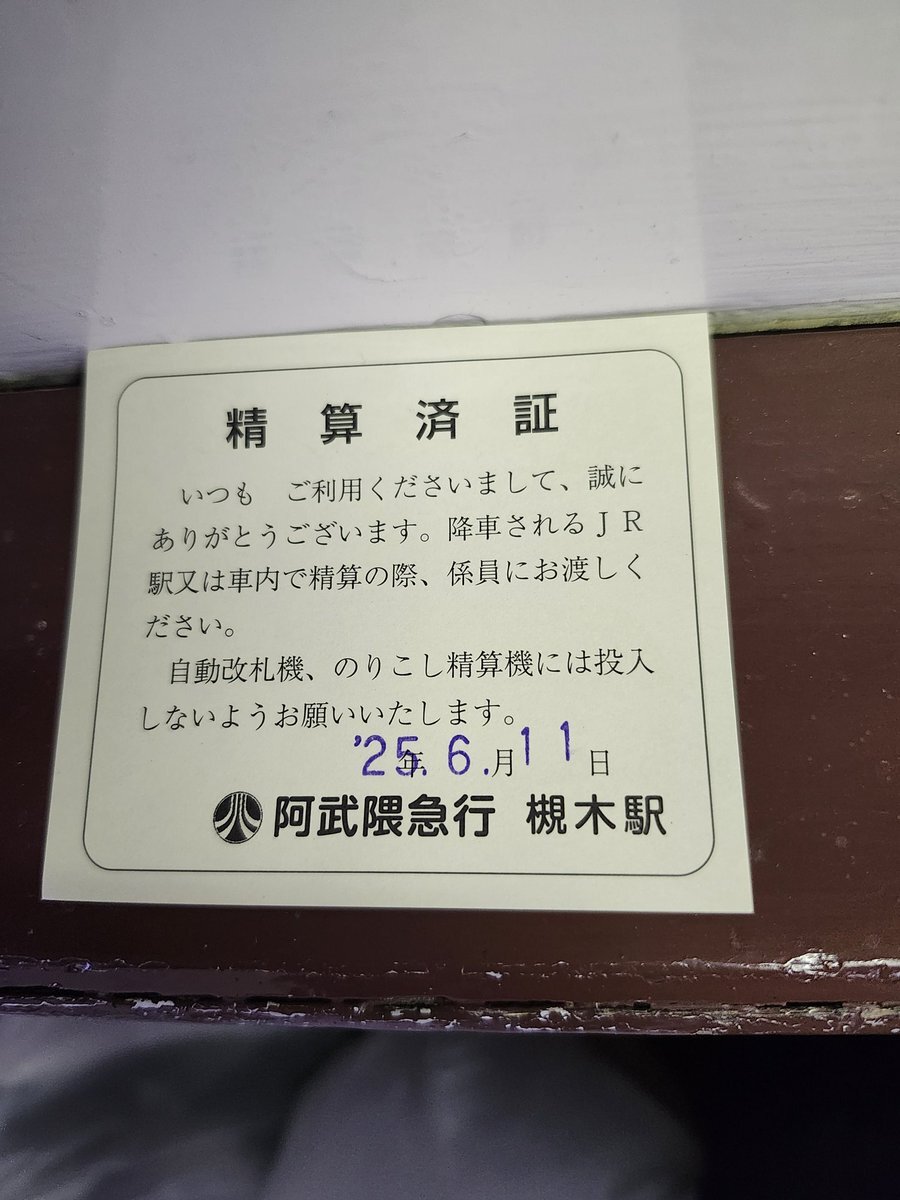 精算済証
いつも　ご利用くださいまして、誠に
ありがとうございます。降車されるＪＲ
駅又は車内で精算の際、係員にお渡しく
ださい。
自動改札機、のりこし精算機には投入
しないようお願いいたします。
'25.年 6.月11日
阿武隈急行 槻木駅